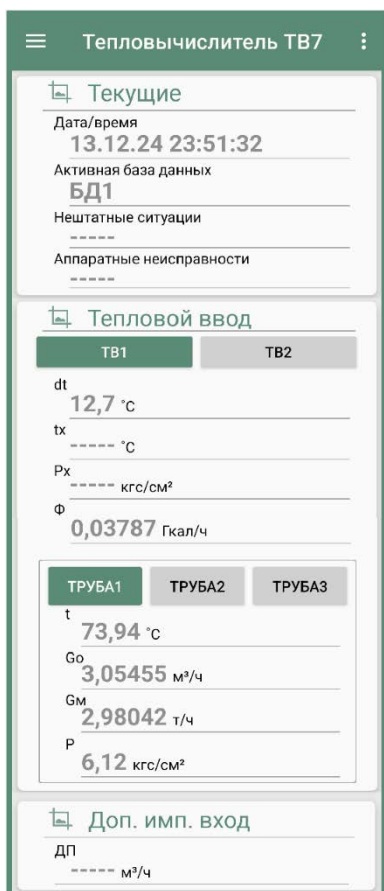 Тепловычислитель ТВ7
Текущие
Дата/время
13.12.24 23:51:32
Активная база данных
БД1
Нештатные ситуации
-----
Аппаратные неисправности
-----
Тепловой ввод
ТВ1 ТВ2
dt
12,7 °C
tx
----- °C
Px
----- кгс/см²
Ф
0,03787 Гкал/ч
ТРУБА1 ТРУБА2 ТРУБА3
t
73,94 °C
Go
3,05455 м³/ч
Gм
2,98042 т/ч
P
6,12 кгс/см²
Доп. имп. вход
ДП
----- м³/ч